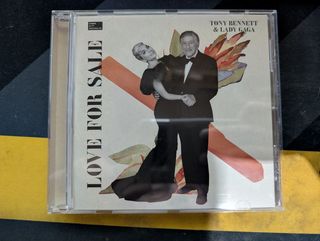 TONY BENNETT
& LADY GAGA
LOVE FOR SALE